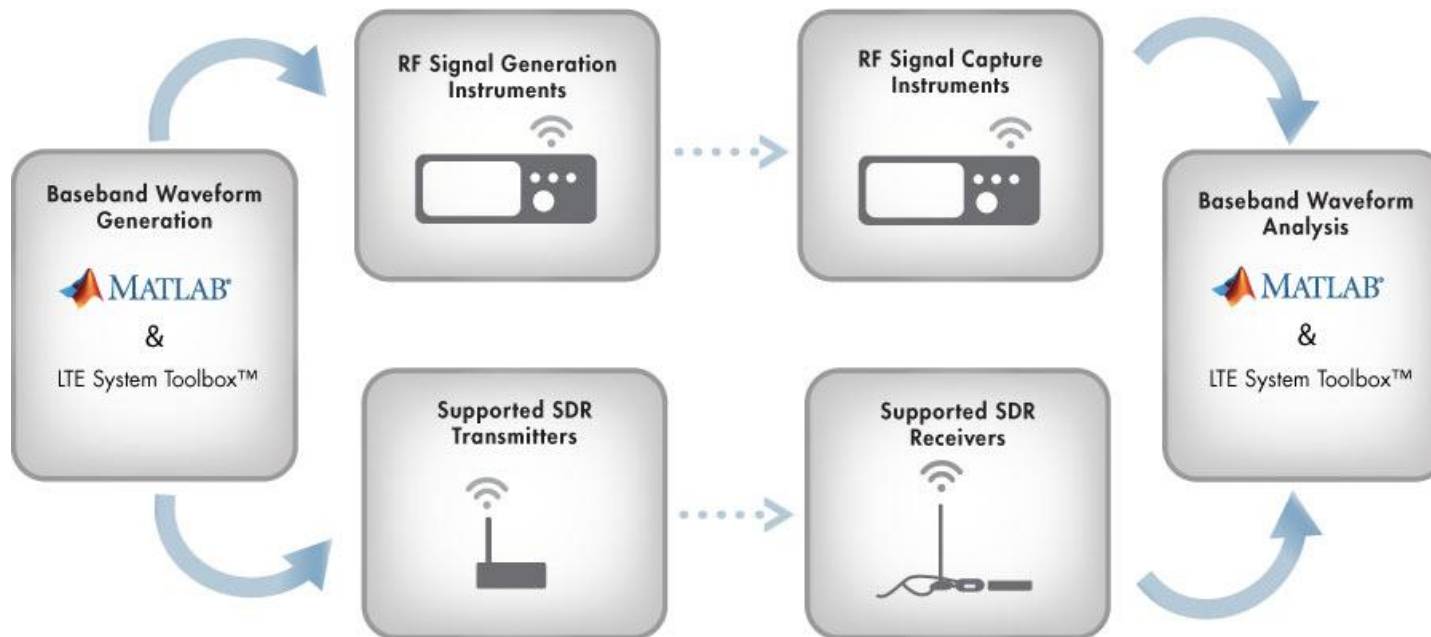 RF Signal Generation
Instruments
RF Signal Capture
Instruments
Baseband Waveform
Generation
MATLAB®
&
LTE System Toolbox™
Baseband Waveform
Analysis
MATLAB®
&
LTE System Toolbox™
Supported SDR
Transmitters
Supported SDR
Receivers